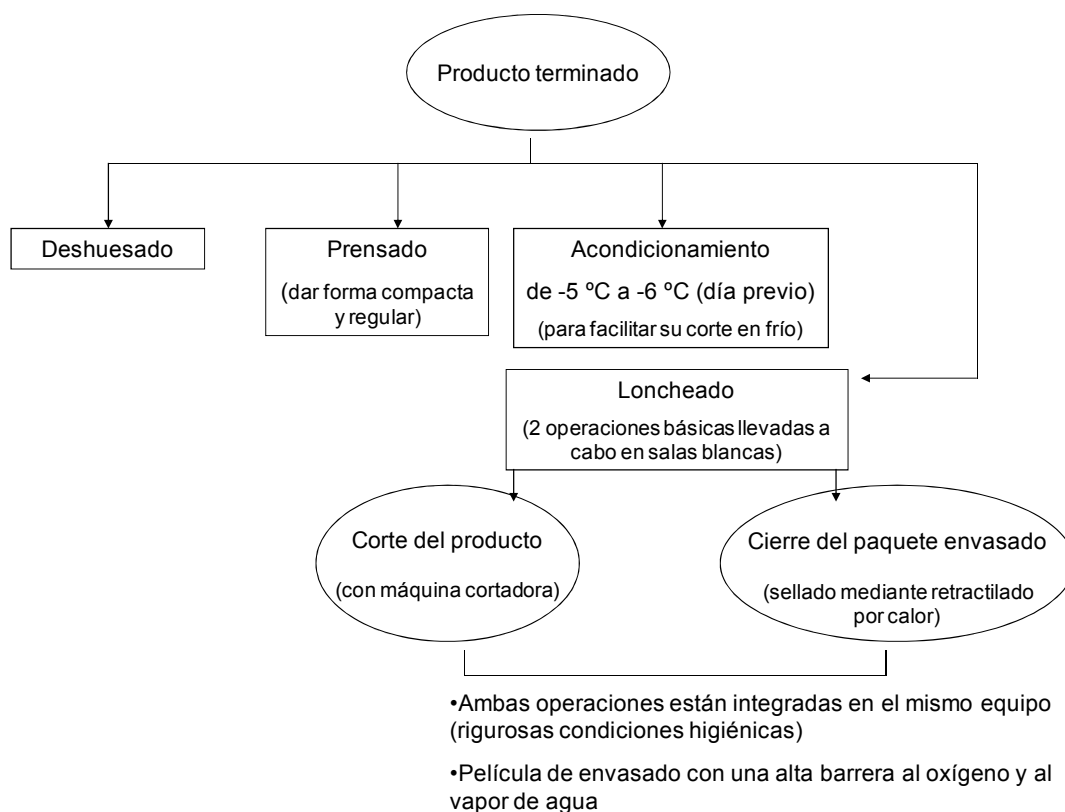 Producto terminado
Deshuesado
Prensado
(dar forma compacta
y regular)
Acondicionamiento
de -5 ºC a -6 ºC (día previo)
(para facilitar su corte en frío)
Loncheado
(2 operaciones básicas llevadas a
cabo en salas blancas)
Corte del producto
(con máquina cortadora)
Cierre del paquete envasado
(sellado mediante retractilado
por calor)
•Ambas operaciones están integradas en el mismo equipo
(rigurosas condiciones higiénicas)
•Película de envasado con una alta barrera al oxígeno y al
vapor de agua